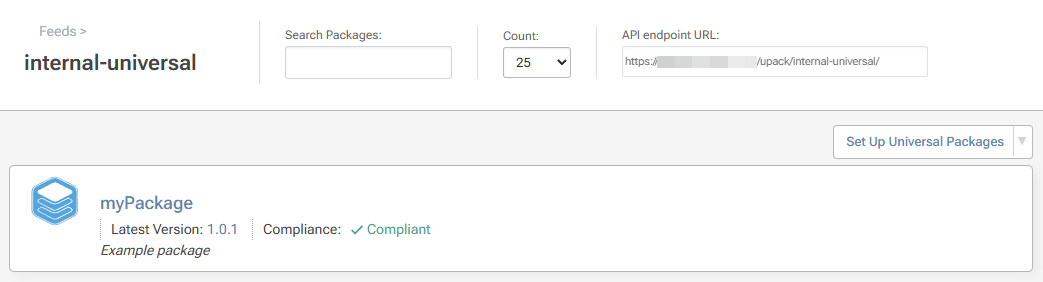 Feeds >
internal-universal
Search Packages:
Count:
25
API endpoint URL:
https:// /upack/internal-universal/
Set Up Universal Packages
myPackage
Latest Version: 1.0.1 Compliance: ✓ Compliant
Example package